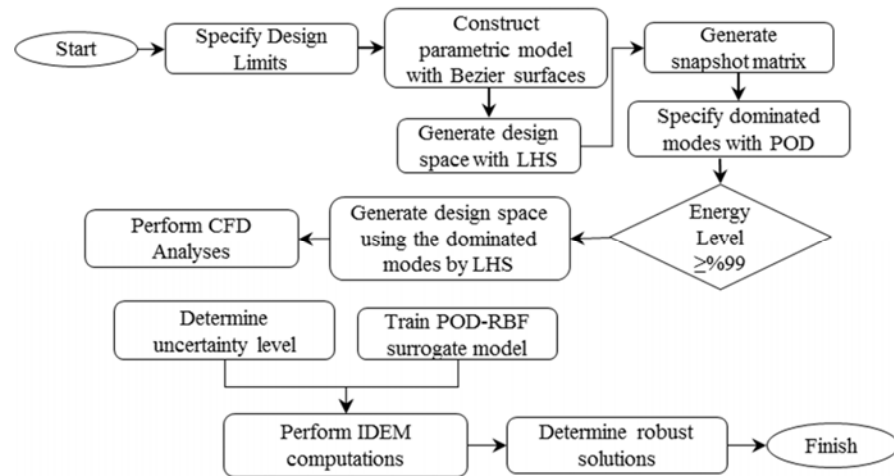 Start
Specify Design
Limits
Construct
parametric model
with Bezier surfaces
Generate design
space with LHS
Generate
snapshot matrix
Specify dominated
modes with POD
Energy
Level
≥%99
Generate design space
using the dominated
modes by LHS
Perform CFD
Analyses
Determine
uncertainty level
Train POD-RBF
surrogate model
Perform IDEM
computations
Determine robust
solutions
Finish